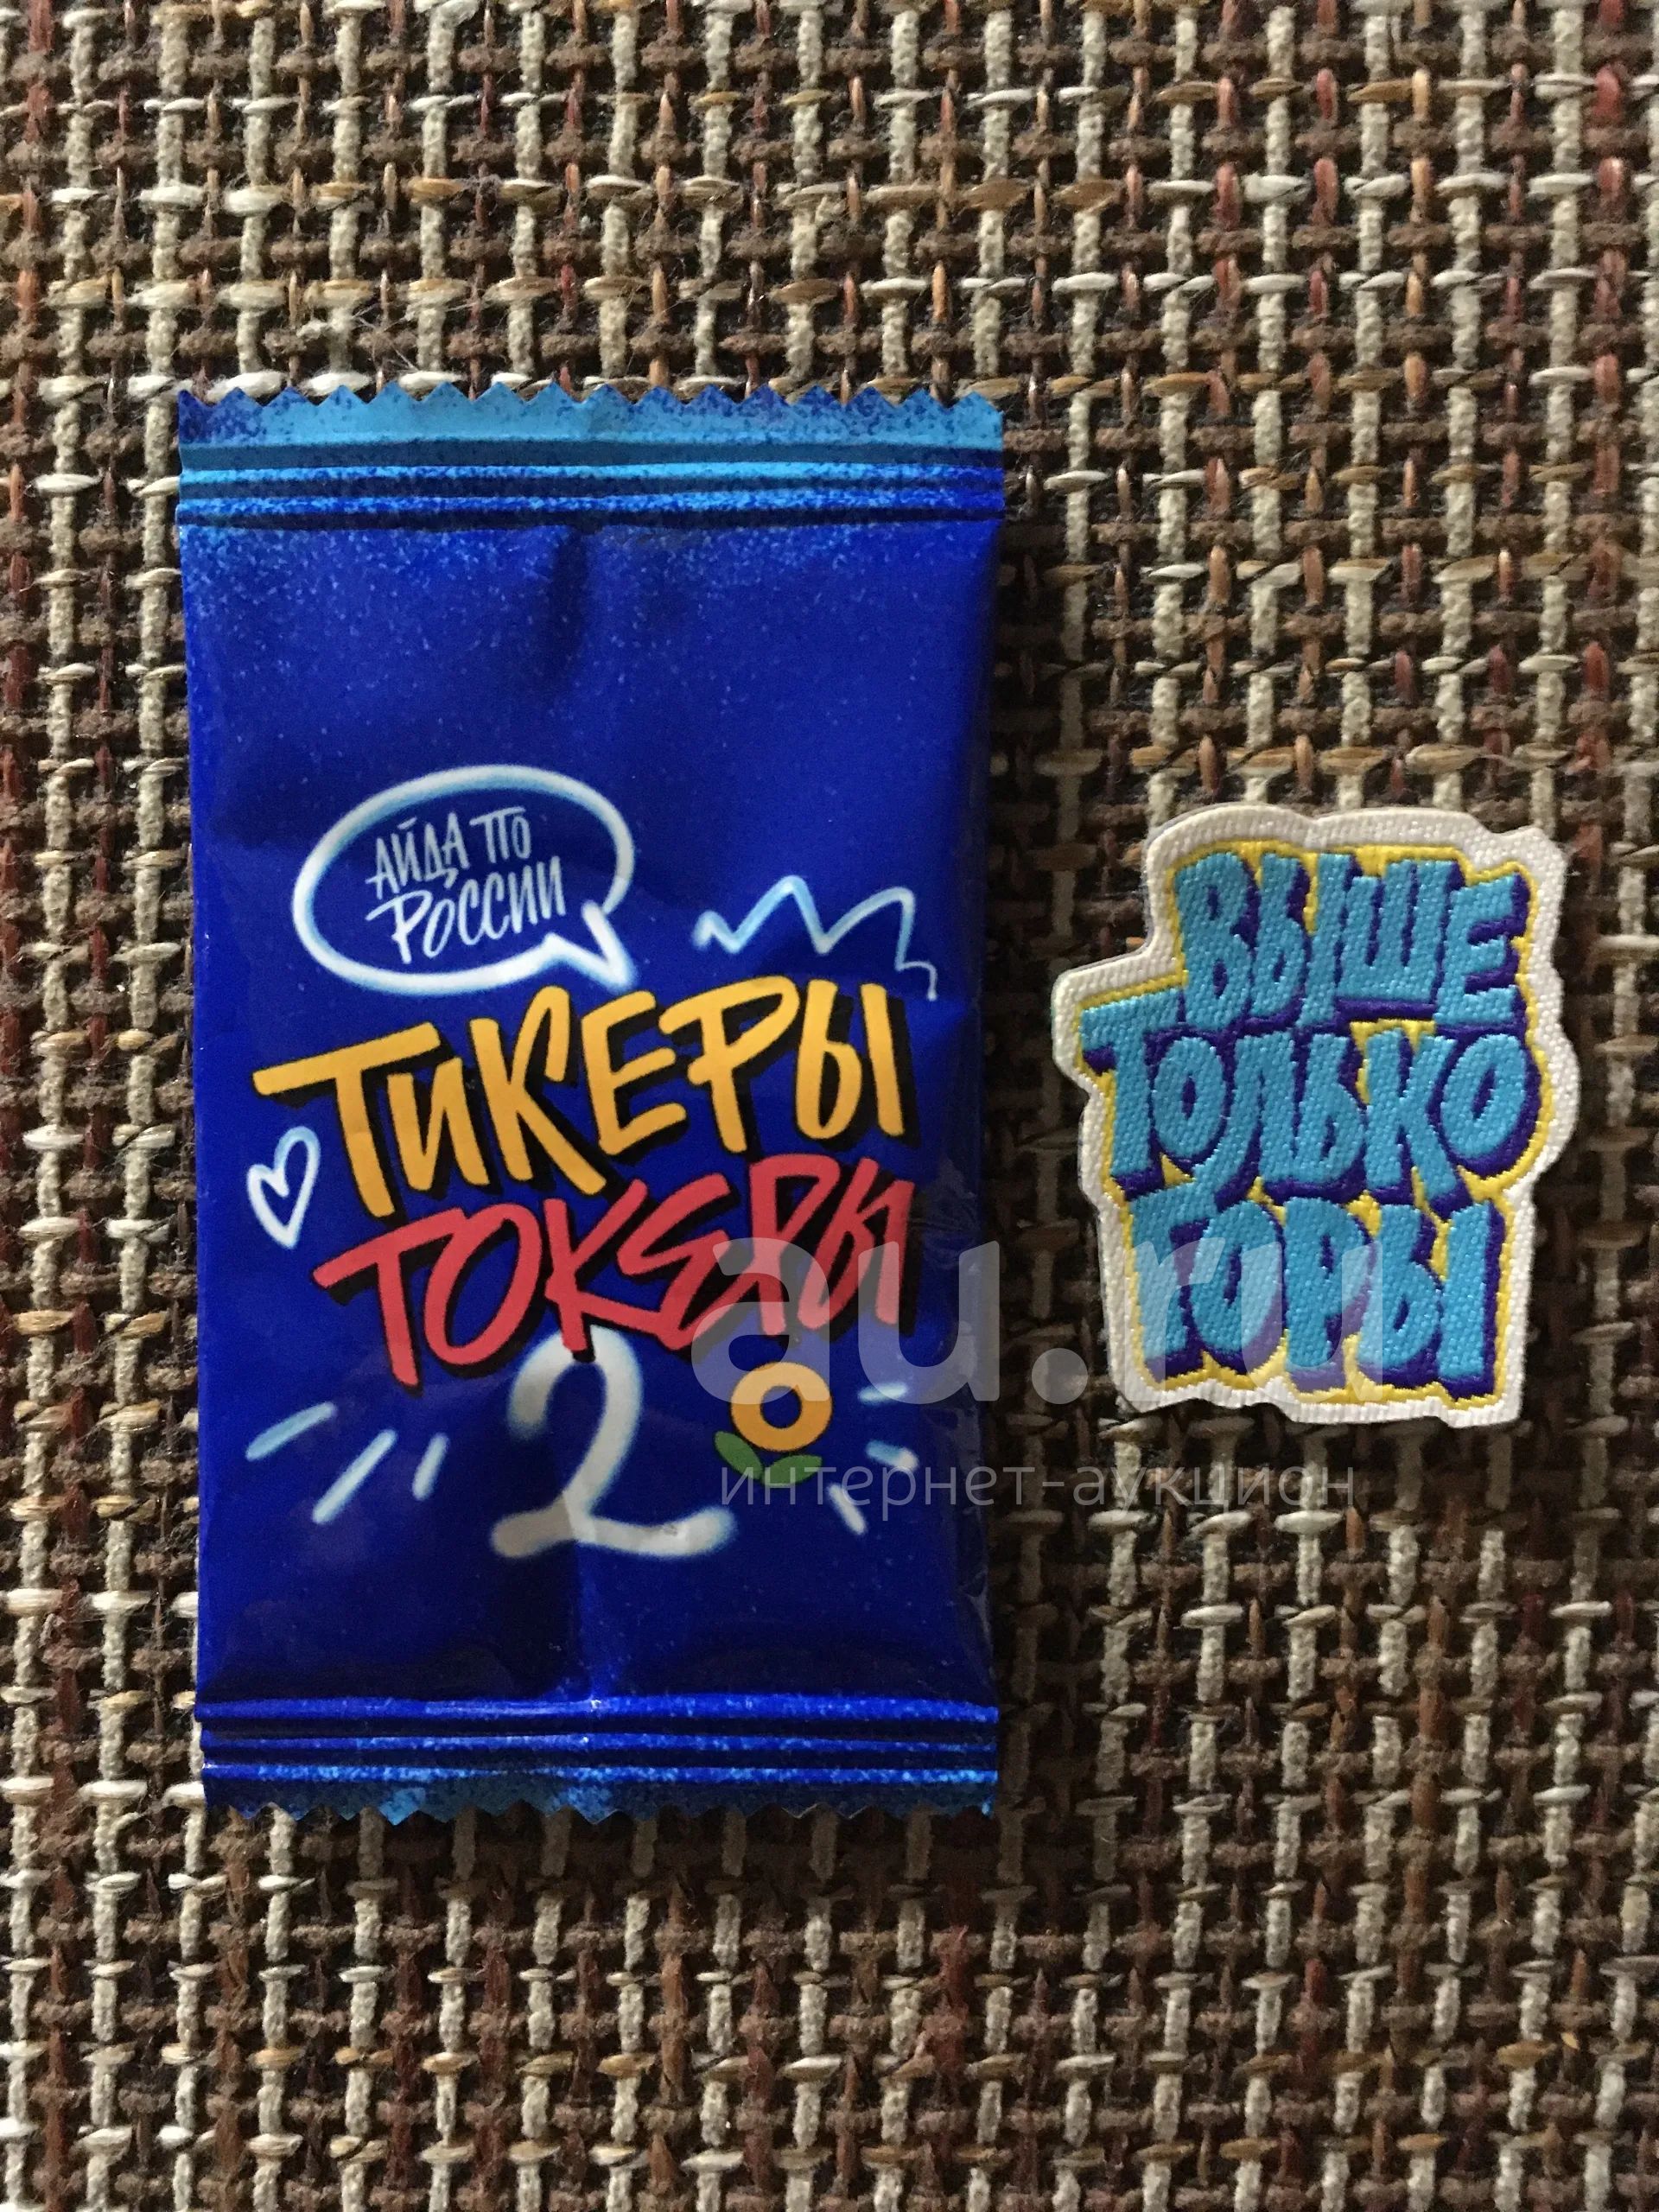 АЙДА ПО
РОССИИ
ТИКЕРЫ
ТОКЕРЫ
2
ВЫШЕ
ТОЛЬКО
ГОРЫ
au.ru
интернет-аукцион